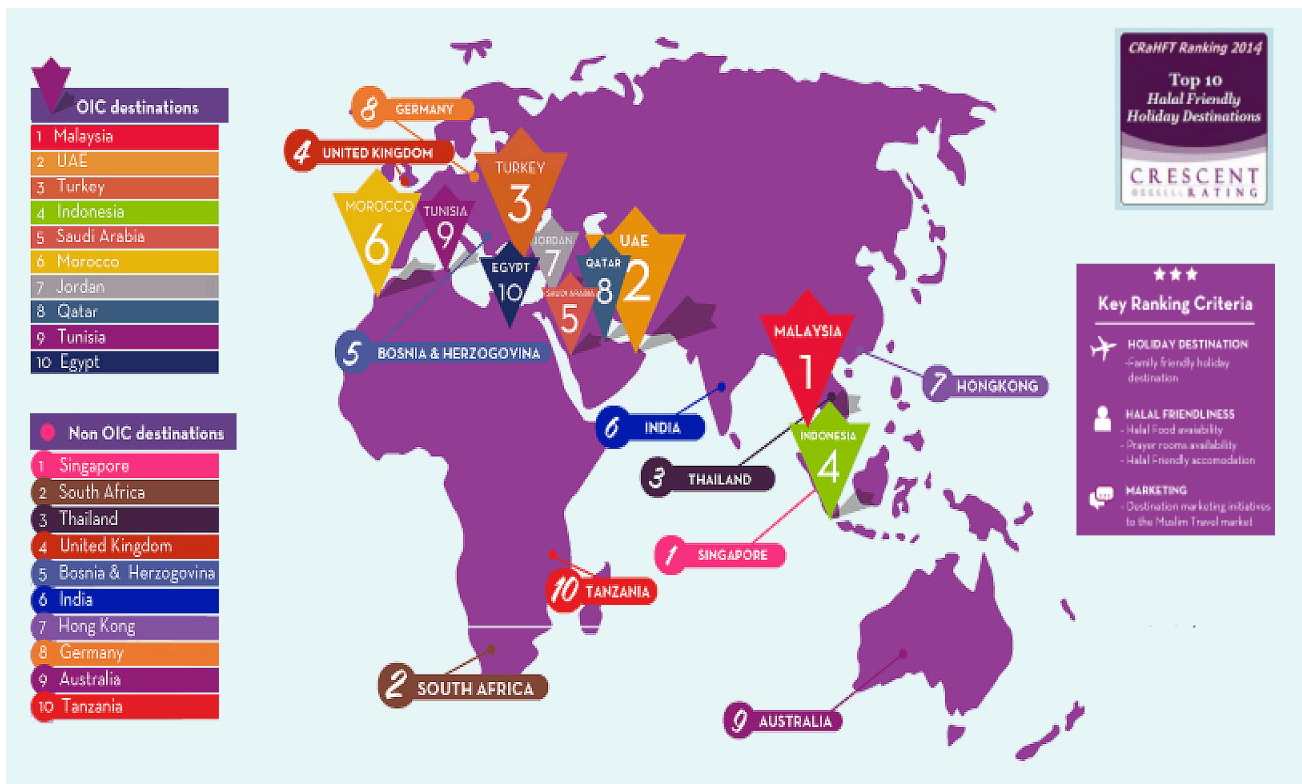 OIC destinations
1 Malaysia
2 UAE
3 Turkey
4 Indonesia
5 Saudi Arabia
6 Morocco
7 Jordan
8 Qatar
9 Tunisia
10 Egypt
Non OIC destinations
1 Singapore
2 South Africa
3 Thailand
4 United Kingdom
5 Bosnia & Herzogovina
6 India
7 Hong Kong
8 Germany
9 Australia
10 Tanzania
8 GERMANY
4 UNITED KINGDOM
TURKEY
3
MOROCCO
6
TUNISIA
9
JORDAN
7
EGYPT
10
SAUDI ARABIA
5
QATAR
8
UAE
2
5 BOSNIA & HERZOGOVINA
MALAYSIA
1
7 HONGKONG
6 INDIA
INDONESIA
4
3 THAILAND
1 SINGAPORE
10 TANZANIA
2 SOUTH AFRICA
9 AUSTRALIA
CRaHFT Ranking 2014
Top 10
Halal Friendly
Holiday Destinations
CRESCENT
RATING
Key Ranking Criteria
HOLIDAY DESTINATION
-Family friendly holiday
destination
HALAL FRIENDLINESS
- Halal Food avaiability
- Prayer rooms availability
- Halal Friendly accomodation
MARKETING
- Destination marketing initiatives
to the Muslim Travel market